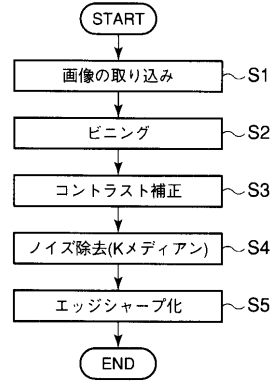 START
画像の取り込み S1
ビニング S2
コントラスト補正 S3
ノイズ除去(Kメディアン) S4
エッジシャープ化 S5
END